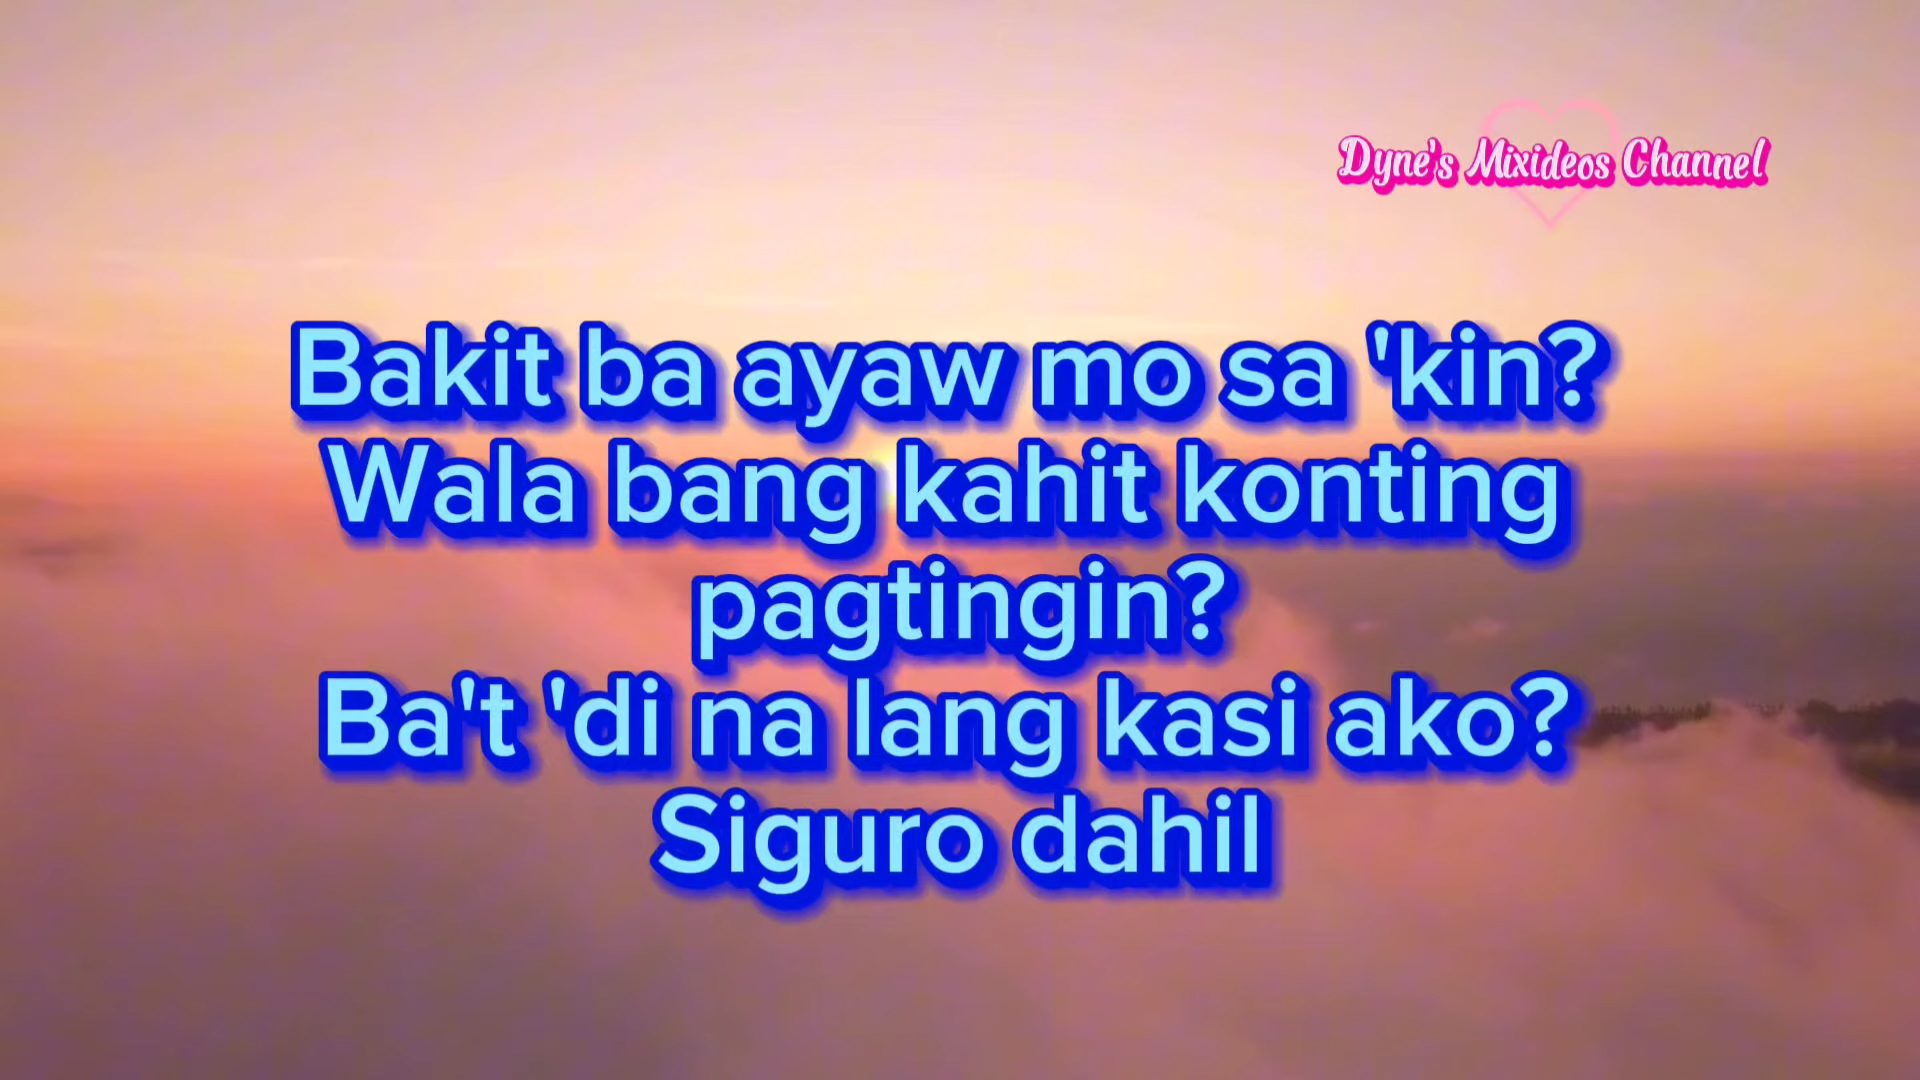 Dyne's Mixideos Channel
Bakit ba ayaw mo sa 'kin?
Wala bang kahit konting
pagtingin?
Ba't 'di na lang kasi ako?
Siguro dahil